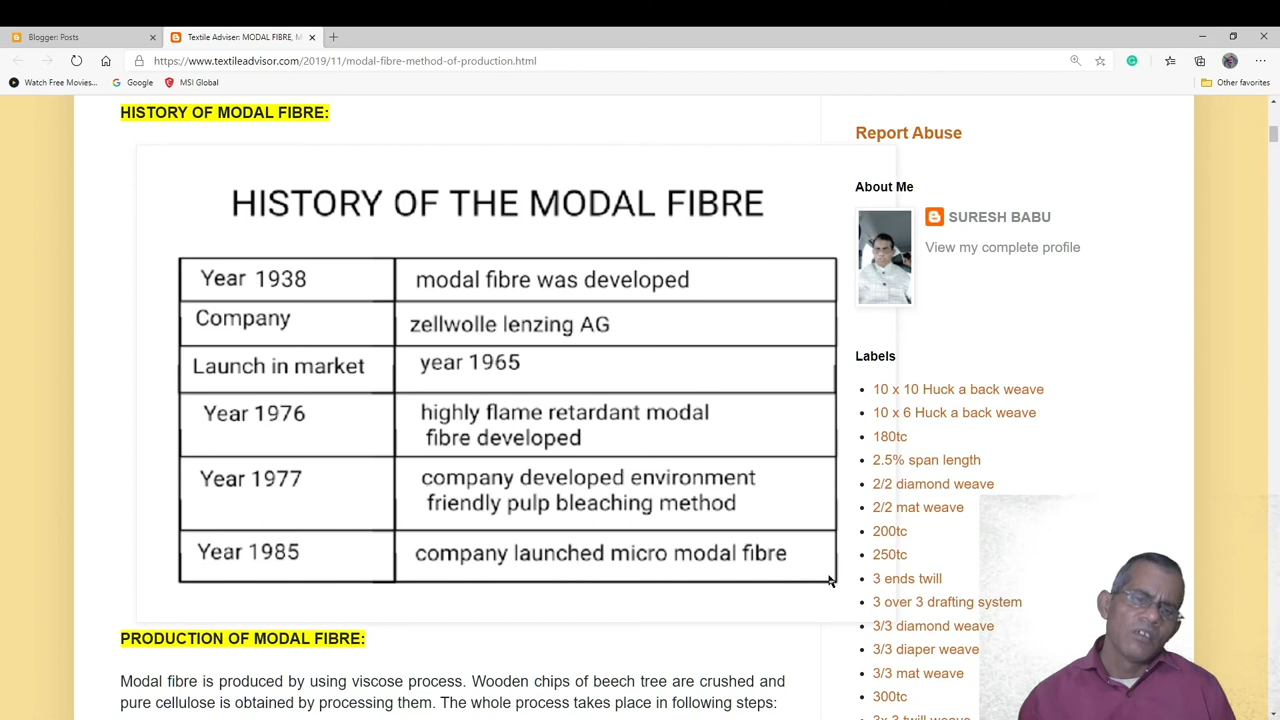 Blogger: Posts
Textile Adviser: MODAL FIBRE, M
https://www.textileadvisor.com/2019/11/modal-fibre-method-of-production.html
Watch Free Movies...
Google
MSI Global
Other favorites
HISTORY OF MODAL FIBRE:
HISTORY OF THE MODAL FIBRE
Year 1938 modal fibre was developed
Company zellwolle lenzing AG
Launch in market year 1965
Year 1976 highly flame retardant modal
fibre developed
Year 1977 company developed environment
friendly pulp bleaching method
Year 1985 company launched micro modal fibre
PRODUCTION OF MODAL FIBRE:
Modal fibre is produced by using viscose process. Wooden chips of beech tree are crushed and
pure cellulose is obtained by processing them. The whole process takes place in following steps:
Report Abuse
About Me
SURESH BABU
View my complete profile
Labels
10 x 10 Huck a back weave
10 x 6 Huck a back weave
180tc
2.5% span length
2/2 diamond weave
2/2 mat weave
200tc
250tc
3 ends twill
3 over 3 drafting system
3/3 diamond weave
3/3 diaper weave
3/3 mat weave
300tc
3x 3 twill weave